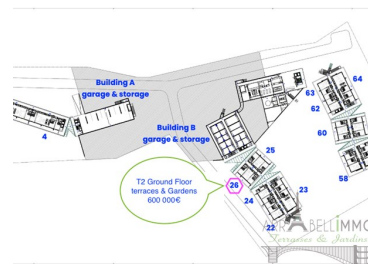 Building A
garage & storage
64
63
62
Building B
garage & storage
60
4
25
58
T2 Ground Floor
terraces & Gardens
600 000€
26
23
24
22
BELLIMMO
Terrasses & Jardins